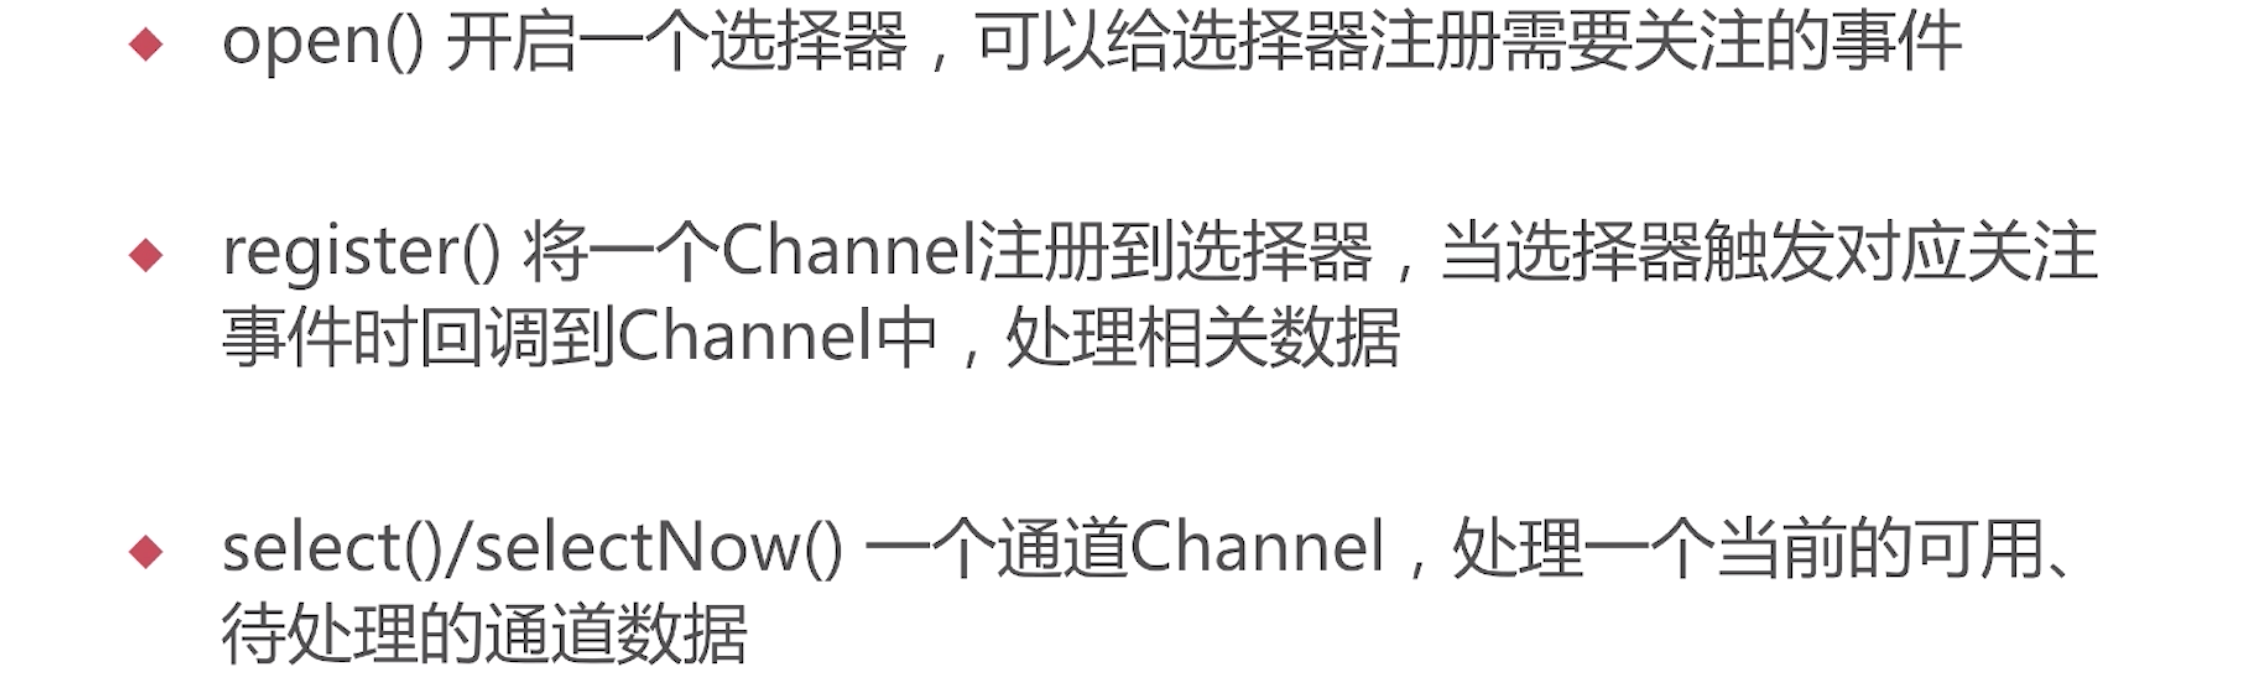 open() 开启一个选择器，可以给选择器注册需要关注的事件
register() 将一个Channel注册到选择器，当选择器触发对应关注
事件时回调到Channel中，处理相关数据
select()/selectNow() 一个通道Channel，处理一个当前的可用、
待处理的通道数据